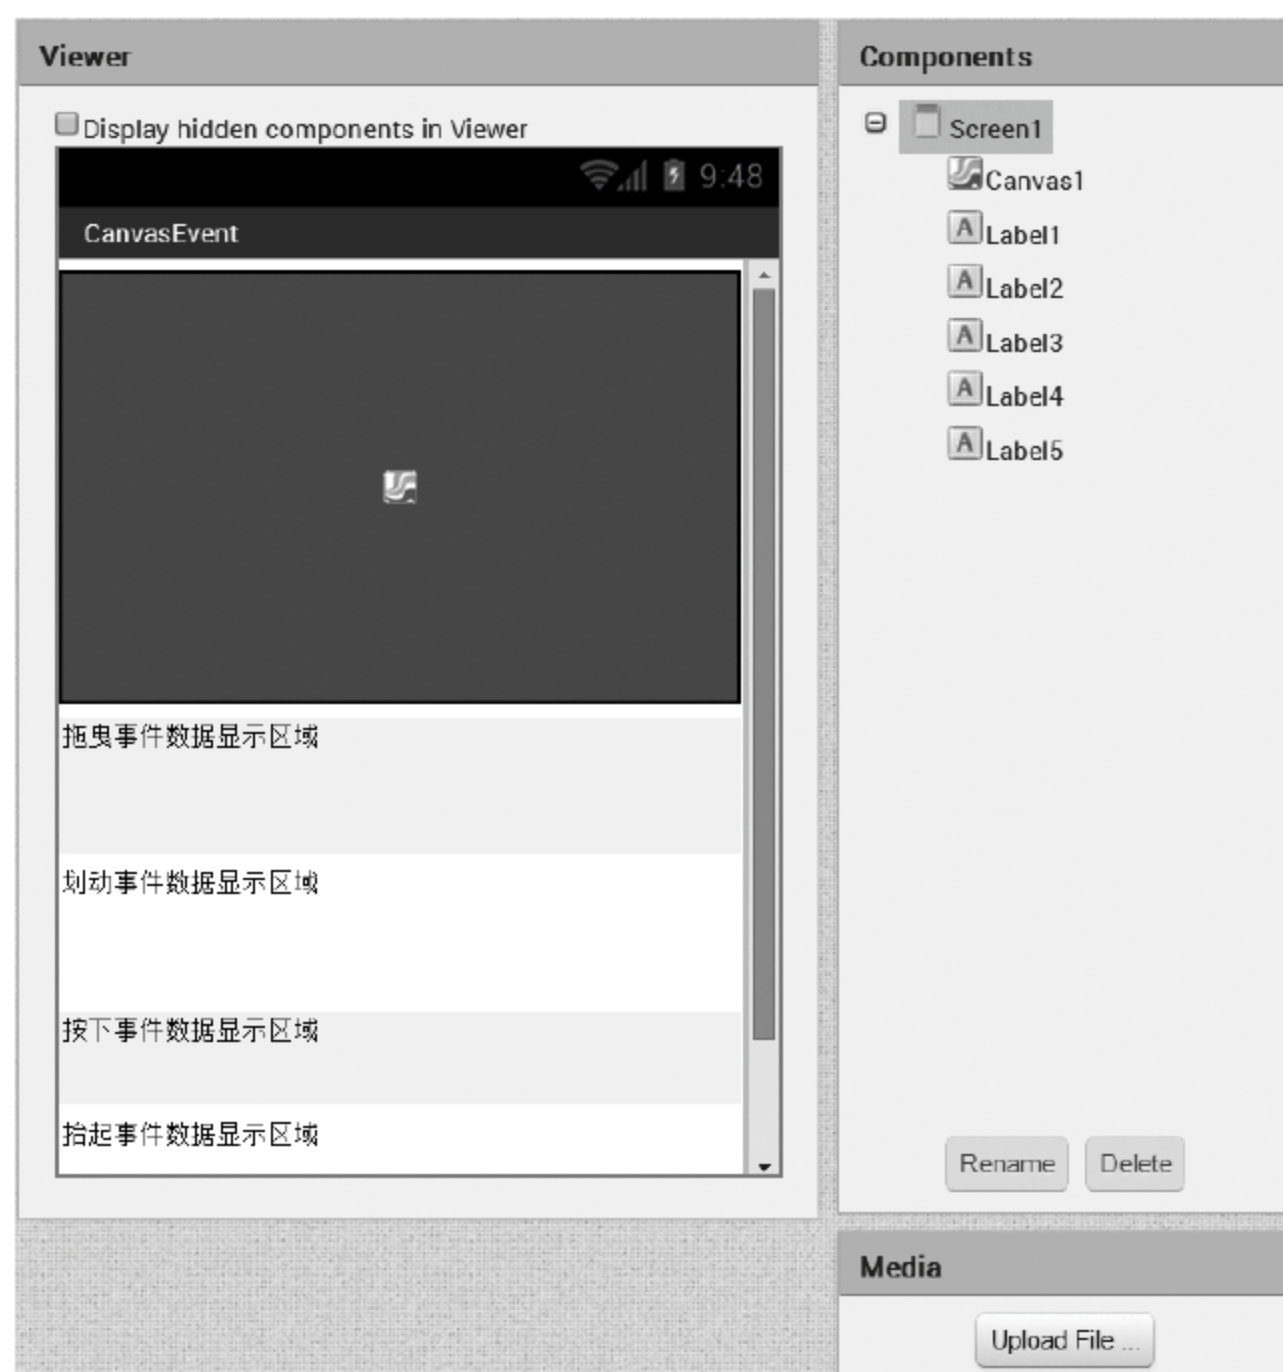 Viewer
Display hidden components in Viewer
9:48
CanvasEvent
拖曳事件数据显示区域
划动事件数据显示区域
按下事件数据显示区域
抬起事件数据显示区域
Components
Screen1
Canvas1
Label1
Label2
Label3
Label4
Label5
Rename Delete
Media
Upload File ...